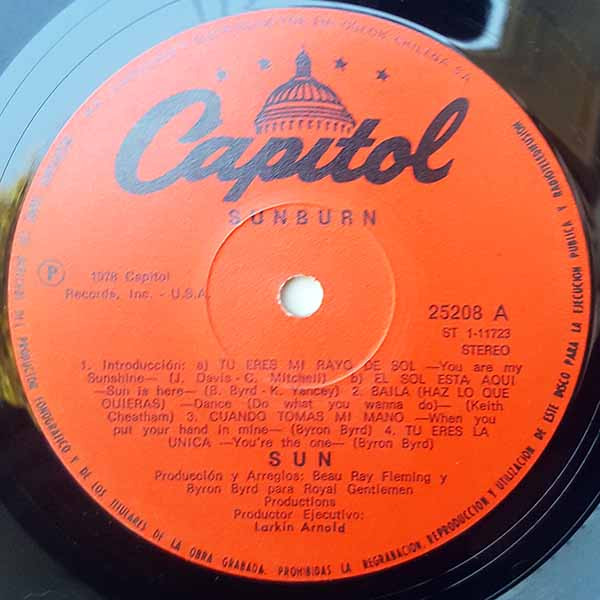 Capitol
SUNBURN
Ⓟ 1978 Capitol
Records, Inc. - U.S.A.
25208 A
ST 1-11723
STEREO
1. Introducción: a) TU ERES MI RAYO DE SOL —You are my
Sunshine— (J. Davis - C. Mitchell) b) EL SOL ESTA AQUI
—Sun is here— (B. Byrd - K. Yancey) 2. BAILA (HAZ LO QUE
QUIERAS) —Dance (Do what you wanna do)— (Keith
Cheatham) 3. CUANDO TOMAS MI MANO —When you
put your hand in mine— (Byron Byrd) 4. TU ERES LA
UNICA —You're the one— (Byron Byrd)
SUN
Producción y Arreglos: Beau Ray Fleming y
Byron Byrd para Royal Gentlemen
Productions
Productor Ejecutivo:
Larkin Arnold
DEL PRODUCTOR FONOGRAFICO Y DE LOS TITULARES DE LA OBRA GRABADA. PROHIBIDAS LA REGRABACION, REPRODUCCION Y UTILIZACION DE ESTE DISCO PARA LA EJECUCION PUBLICA Y RADIOTELEDIFUSION